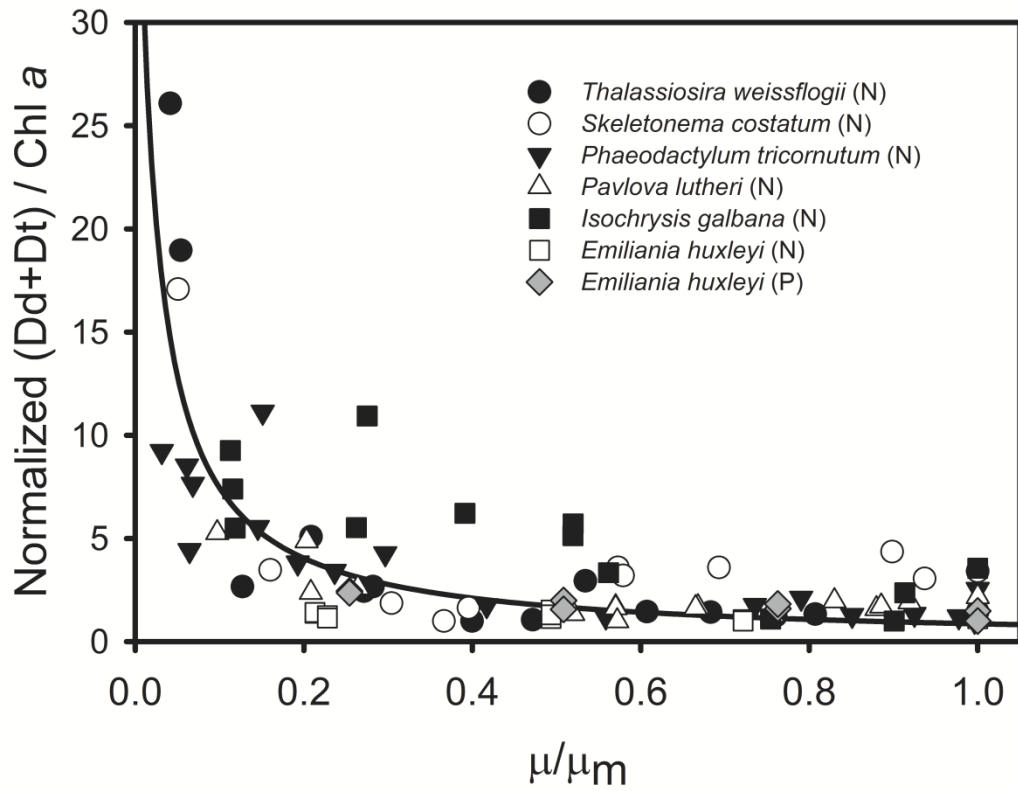 Normalized (Dd+Dt) / Chl a
30
25
20
15
10
5
0
Thalassiosira weissflogii (N)
Skeletonema costatum (N)
Phaeodactylum tricornutum (N)
Pavlova lutheri (N)
Isochrysis galbana (N)
Emiliania huxleyi (N)
Emiliania huxleyi (P)
0.0 0.2 0.4 0.6 0.8 1.0
μ/μm